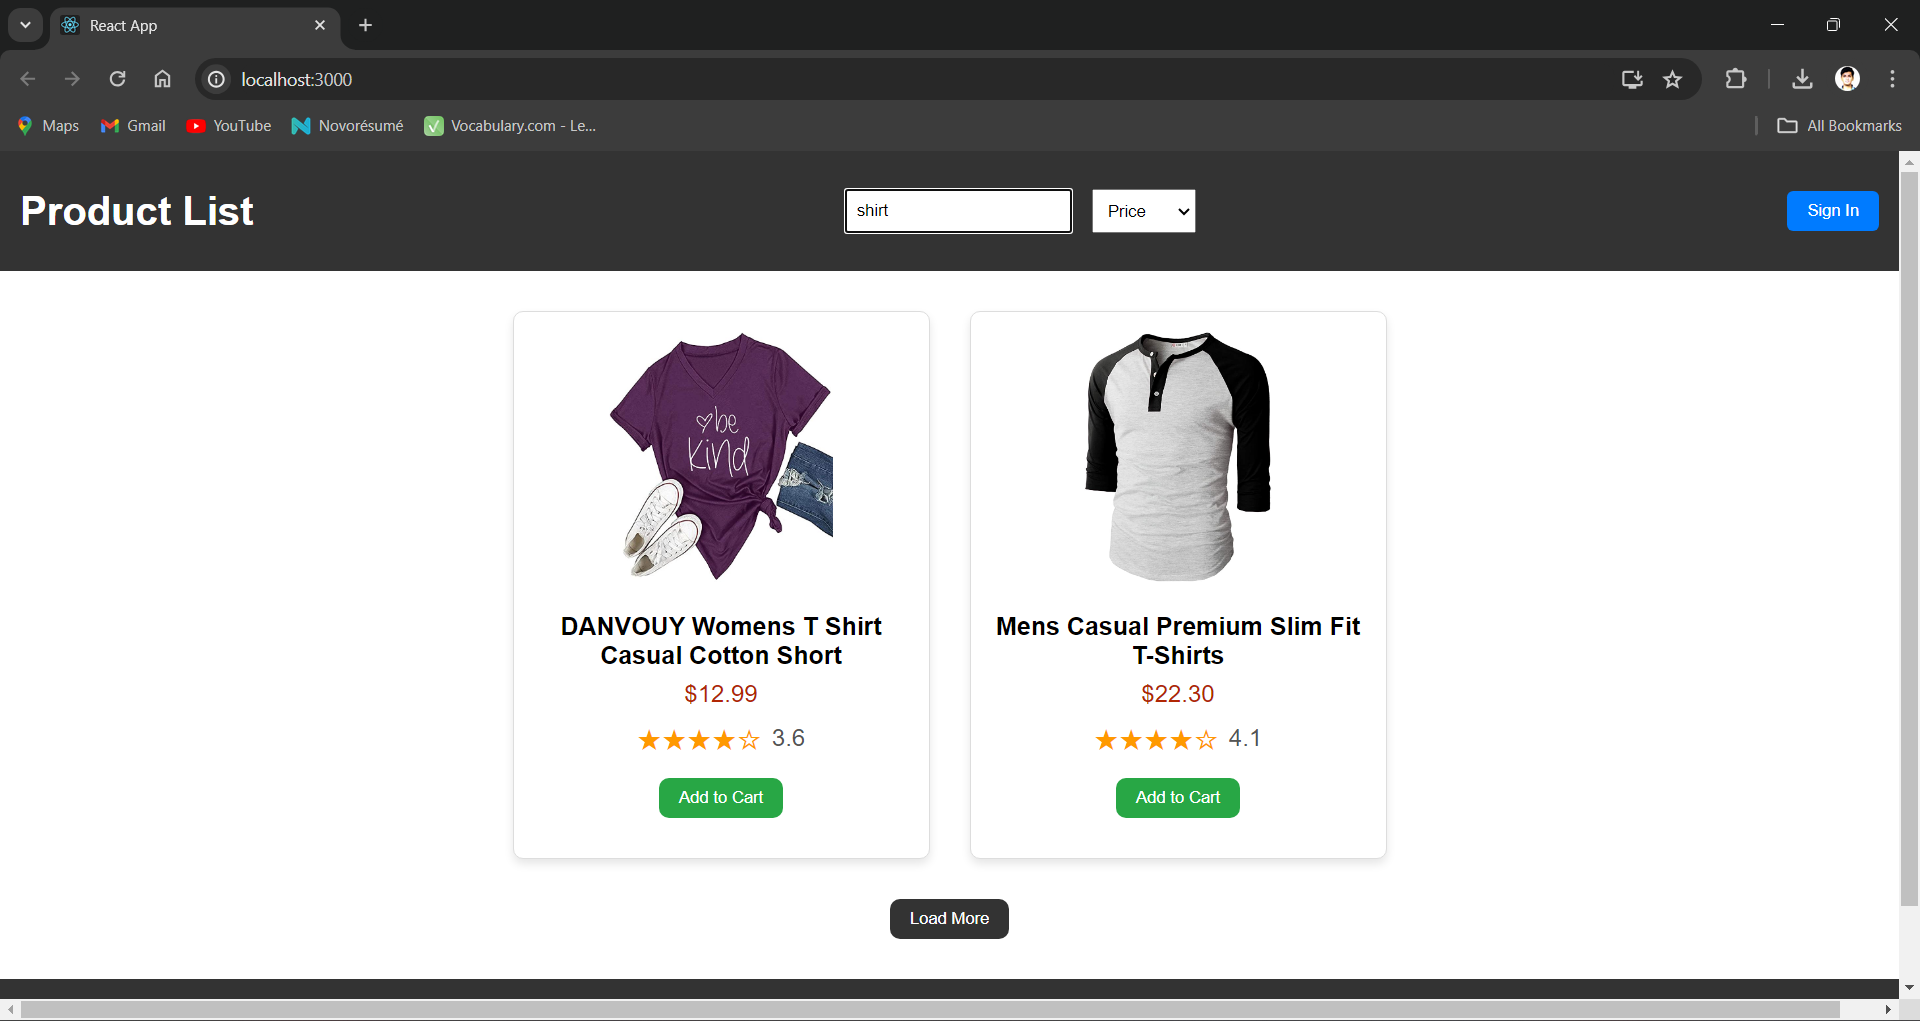 React App
localhost:3000
Maps
Gmail
YouTube
Novorésumé
Vocabulary.com - Le...
All Bookmarks
Product List
shirt
Price
Sign In
be
kind
DANVOUY Womens T Shirt
Casual Cotton Short
$12.99
★★★★☆ 3.6
Add to Cart
Mens Casual Premium Slim Fit
T-Shirts
$22.30
★★★★☆ 4.1
Add to Cart
Load More